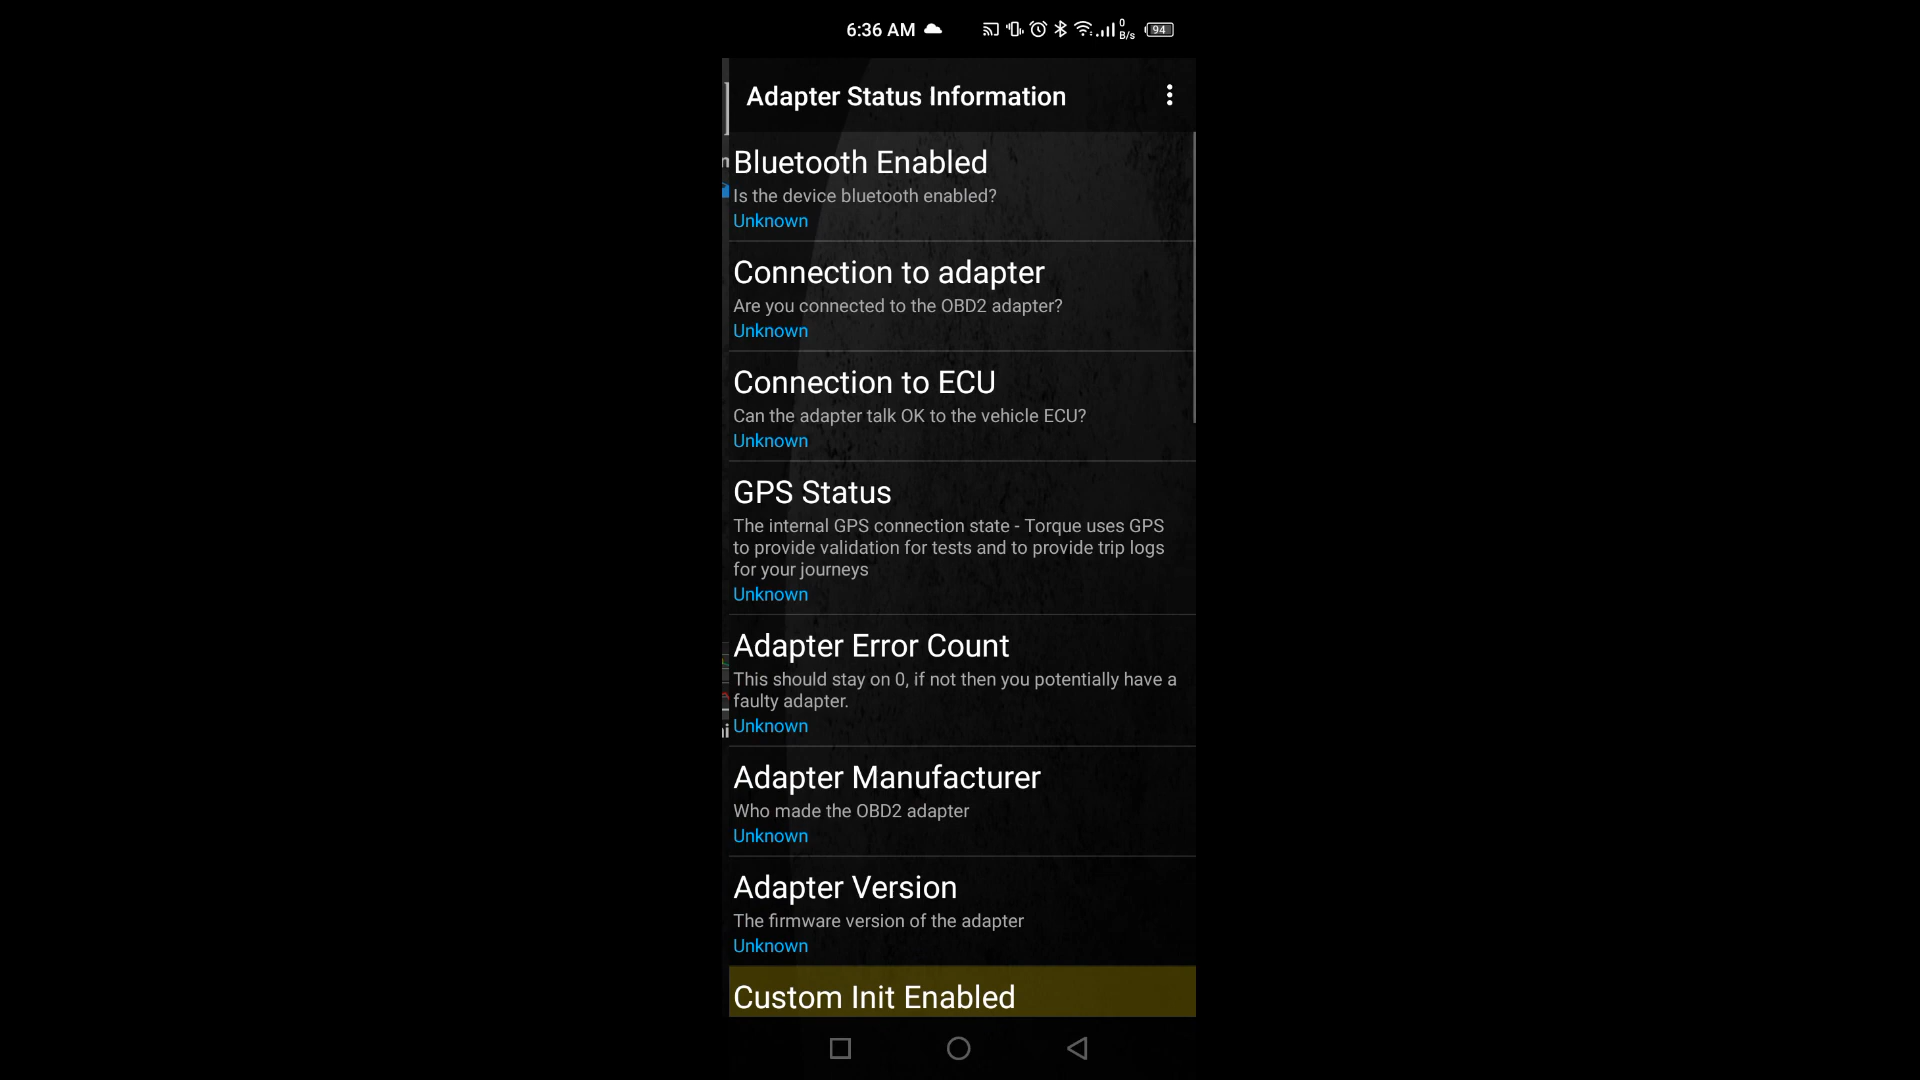 6:36 AM
0
B/s
94
Adapter Status Information
Bluetooth Enabled
Is the device bluetooth enabled?
Unknown
Connection to adapter
Are you connected to the OBD2 adapter?
Unknown
Connection to ECU
Can the adapter talk OK to the vehicle ECU?
Unknown
GPS Status
The internal GPS connection state - Torque uses GPS
to provide validation for tests and to provide trip logs
for your journeys
Unknown
Adapter Error Count
This should stay on 0, if not then you potentially have a
faulty adapter.
Unknown
Adapter Manufacturer
Who made the OBD2 adapter
Unknown
Adapter Version
The firmware version of the adapter
Unknown
Custom Init Enabled